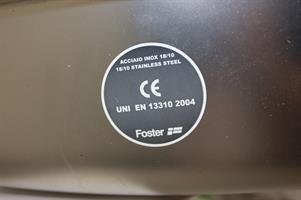 ACCIAIO INOX 18/10
18/10 STAINLESS STEEL
CE
UNI EN 13310 2004
Foster